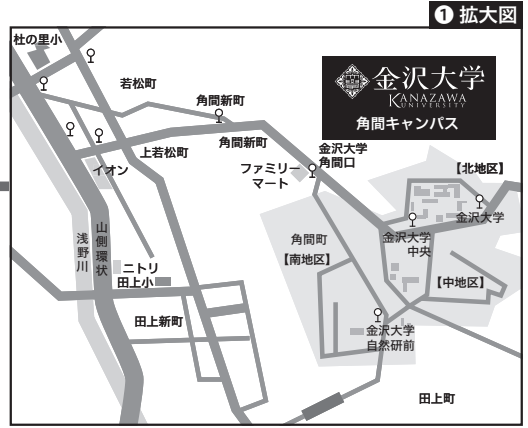 ❶ 拡大図
杜の里小
金沢大学
KANAZAWA
UNIVERSITY
角間キャンパス
若松町
角間新町
角間新町
上若松町
イオン
金沢大学
角間口
ファミリー
マート
【北地区】
金沢大学
金沢大学
中央
角間町
【南地区】
【中地区】
浅野川
山側環状
ニトリ
田上小
田上新町
金沢大学
自然研前
田上町